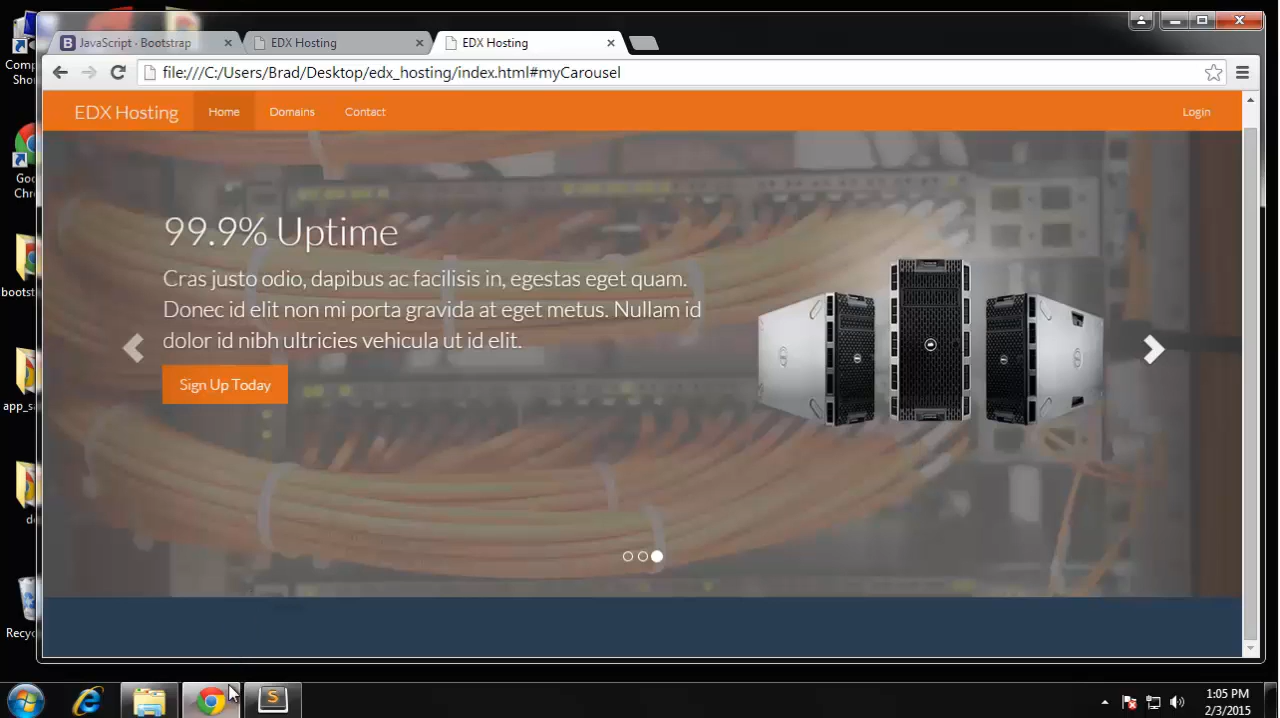 JavaScript · Bootstrap
EDX Hosting
EDX Hosting
file:///C:/Users/Brad/Desktop/edx_hosting/index.html#myCarousel
EDX Hosting
Home
Domains
Contact
Login
99.9% Uptime
Cras justo odio, dapibus ac facilisis in, egestas eget quam.
Donec id elit non mi porta gravida at eget metus. Nullam id
dolor id nibh ultricies vehicula ut id elit.
Sign Up Today
1:05 PM
2/3/2015